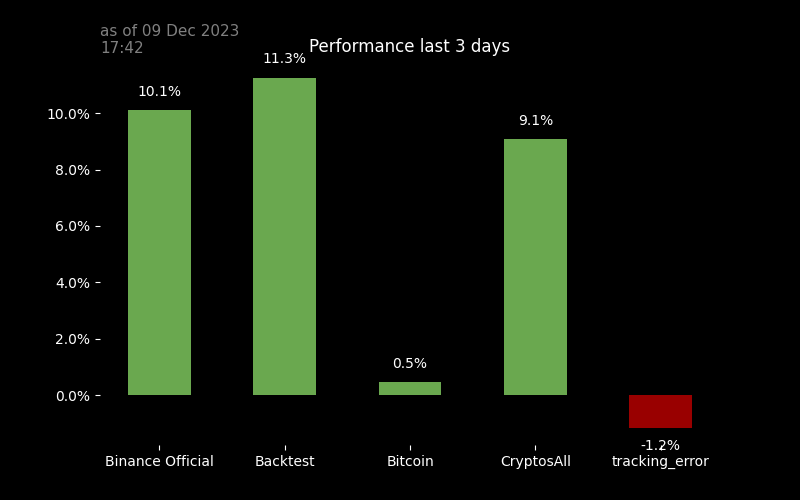 as of 09 Dec 2023
17:42
Performance last 3 days
10.1%
11.3%
0.5%
9.1%
-1.2%
10.0%
8.0%
6.0%
4.0%
2.0%
0.0%
Binance Official
Backtest
Bitcoin
CryptosAll
tracking_error